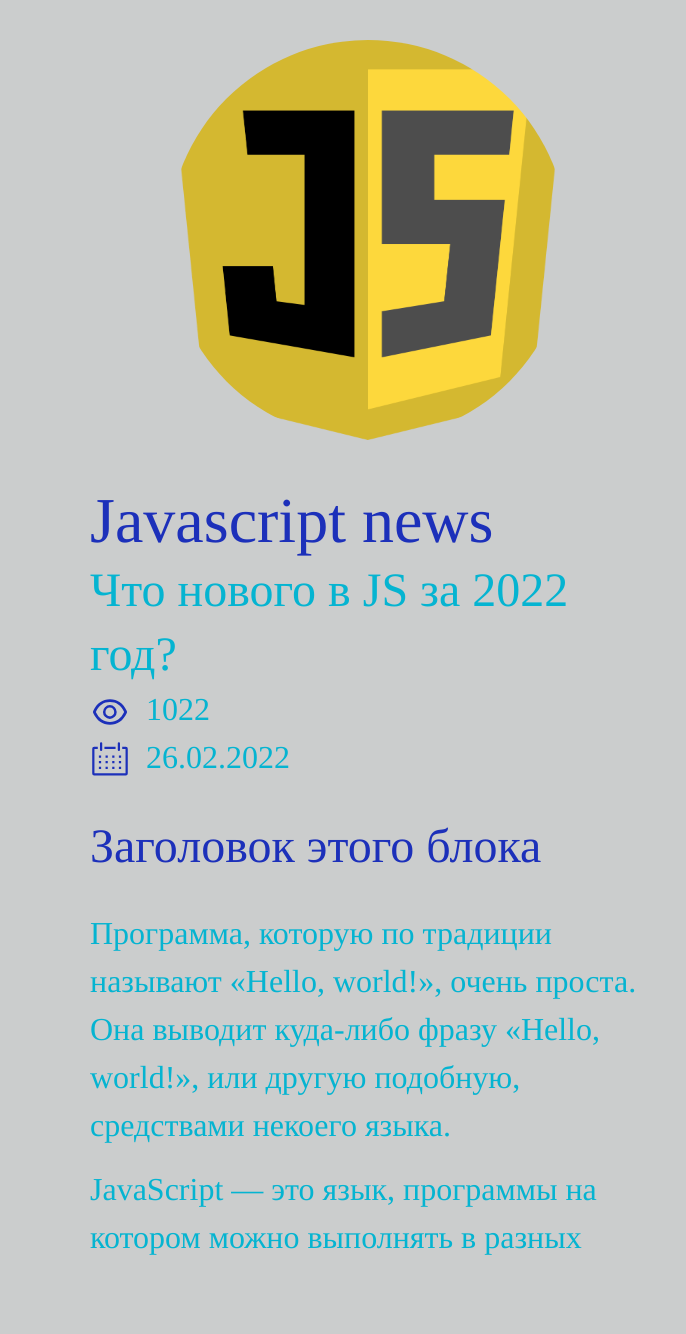 JS
Javascript news
Что нового в JS за 2022
год?
1022
26.02.2022
Заголовок этого блока
Программа, которую по традиции
называют «Hello, world!», очень проста.
Она выводит куда-либо фразу «Hello,
world!», или другую подобную,
средствами некоего языка.
JavaScript — это язык, программы на
котором можно выполнять в разных